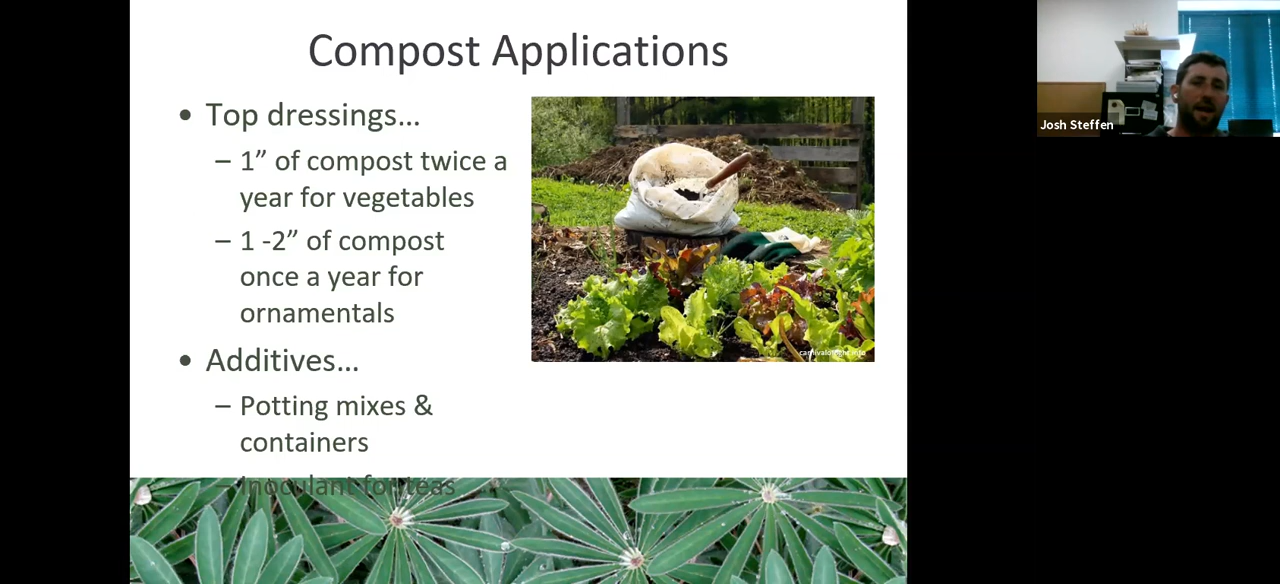 Compost Applications
• Top dressings...
– 1” of compost twice a
year for vegetables
– 1 -2” of compost
once a year for
ornamentals
• Additives...
– Potting mixes &
containers
– Inoculant for teas
Josh Steffen